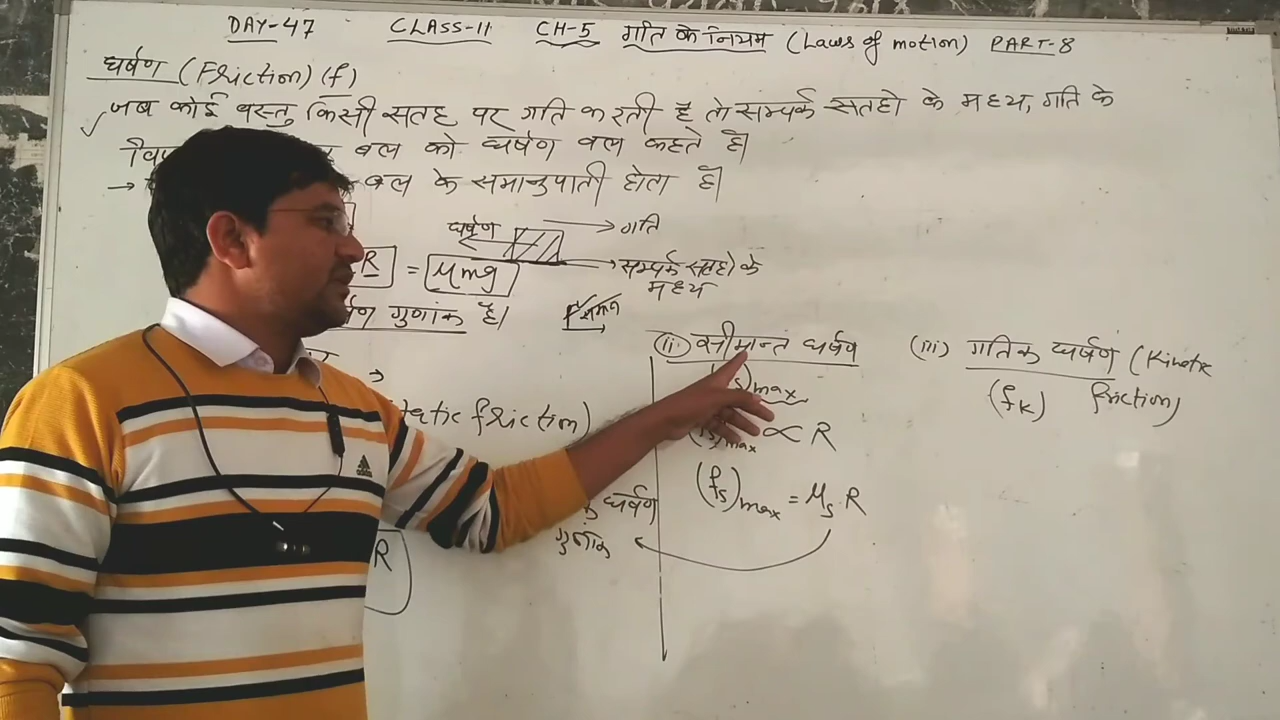 DAY-47 CLASS-11 CH-5 गति के नियम (Laws of motion) PART-8
घर्षण (Friction) (f)
जब कोई वस्तु किसी सतह पर गति करती है तो सम्पर्क सतहो के मध्य, गति के
बल को घर्षण बल कहते है।
→ बल के समानुपाती होता है।
घर्षण गति
R = μmg
सम्पर्क सतहो के
मध्य
गुणांक है।
(ii) सीमान्त घर्षण (iii) गतिक घर्षण (Kinetic
)max (fK) friction)
friction)
max ∝ R
(fs)max = μs R
घर्षण
गुणांक
R